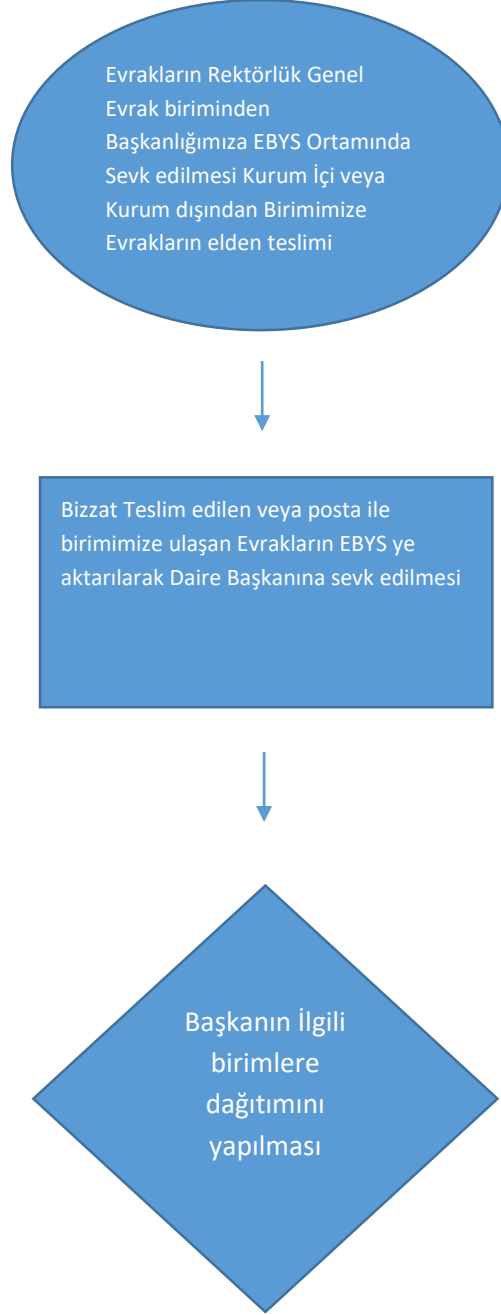 Evrakların Rektörlük Genel
Evrak biriminden
Başkanlığımıza EBYS Ortamında
Sevk edilmesi Kurum İçi veya
Kurum dışından Birimimize
Evrakların elden teslimi
Bizzat Teslim edilen veya posta ile
birimimize ulaşan Evrakların EBYS ye
aktarılarak Daire Başkanına sevk edilmesi
Başkanın İlgili
birimlere
dağıtımını
yapılması